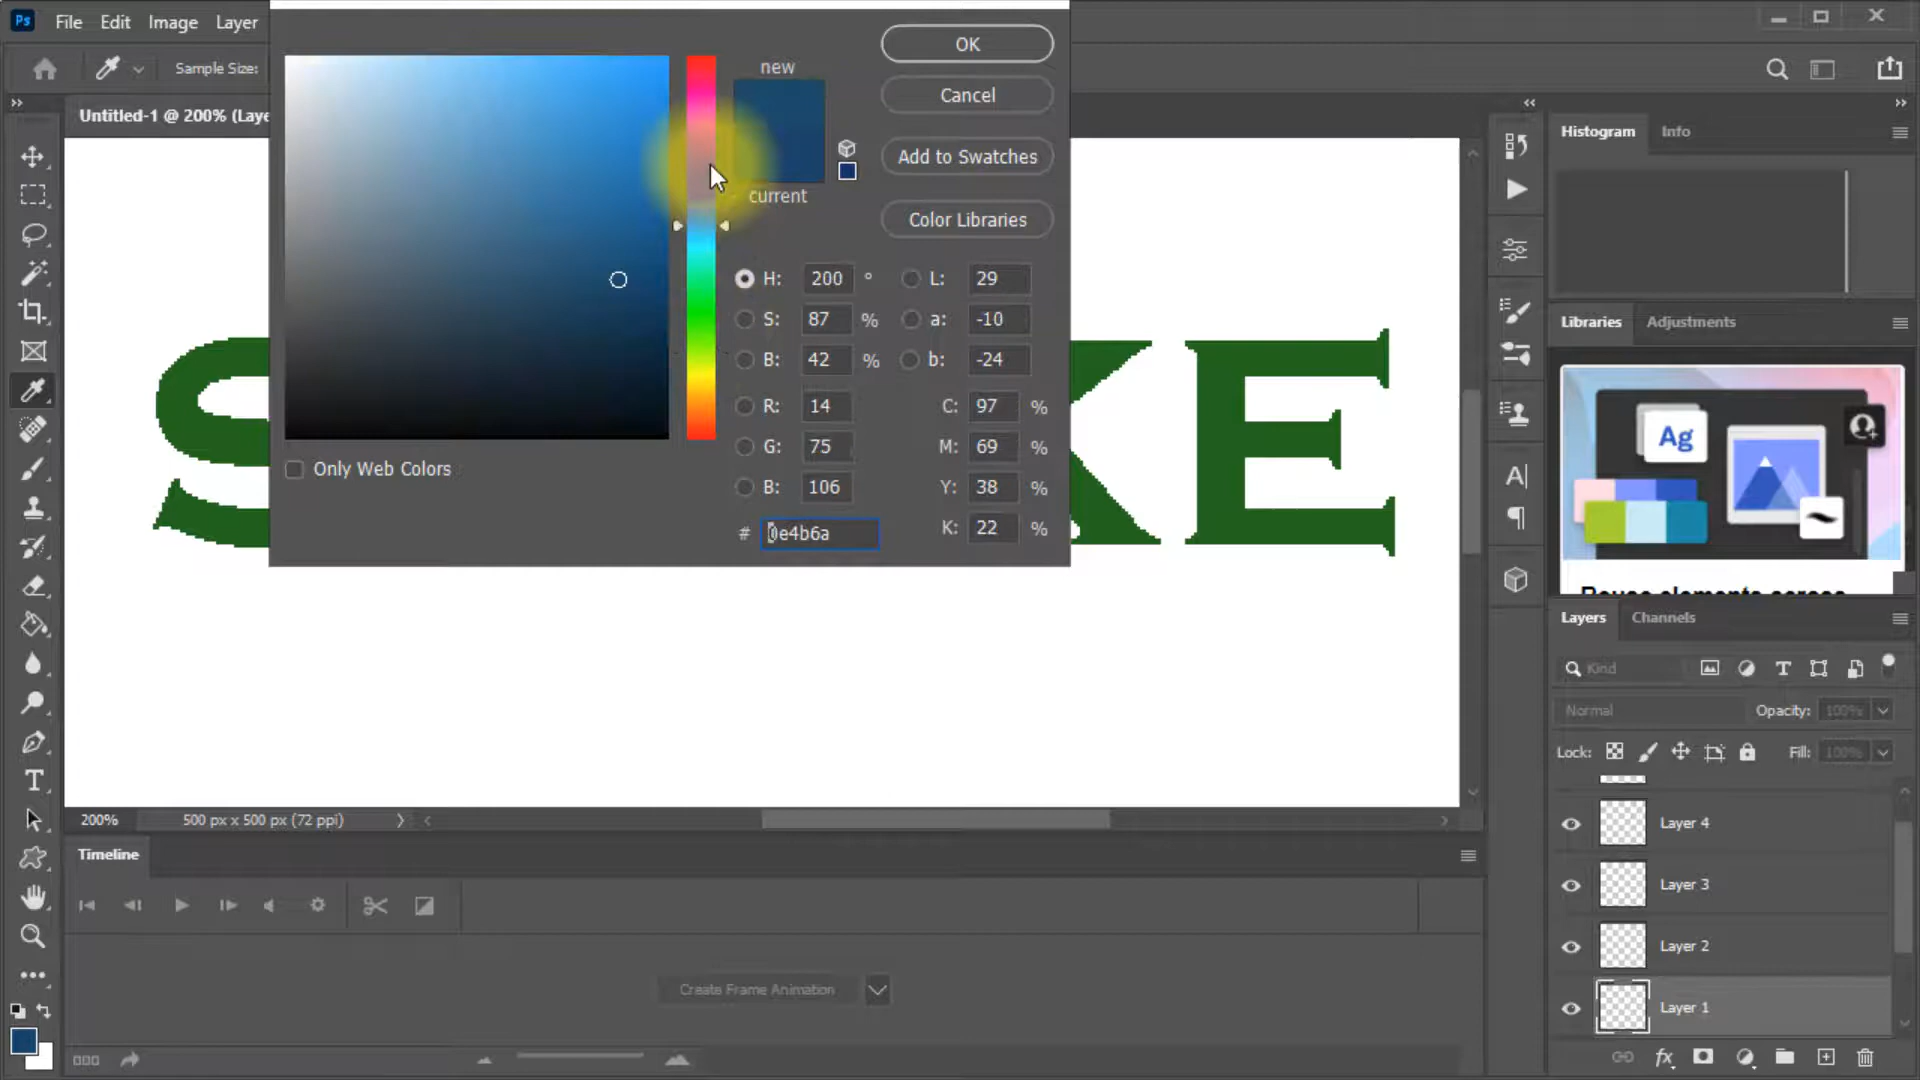 Ps File Edit Image Layer
Sample Size:
Untitled-1 @ 200% (Laye
new
current
OK
Cancel
Add to Swatches
Color Libraries
H: 200 ° L: 29
S: 87 % a: -10
B: 42 % b: -24
R: 14 C: 97 %
G: 75 M: 69 %
B: 106 Y: 38 %
# 0e4b6a K: 22 %
Only Web Colors
S KE
Histogram Info
Libraries Adjustments
Ag
Reuse elements across
Layers Channels
Kind
Normal Opacity: 100%
Lock: Fill: 100%
Layer 4
Layer 3
Layer 2
Layer 1
200% 500 px x 500 px (72 ppi)
Timeline
Create Frame Animation